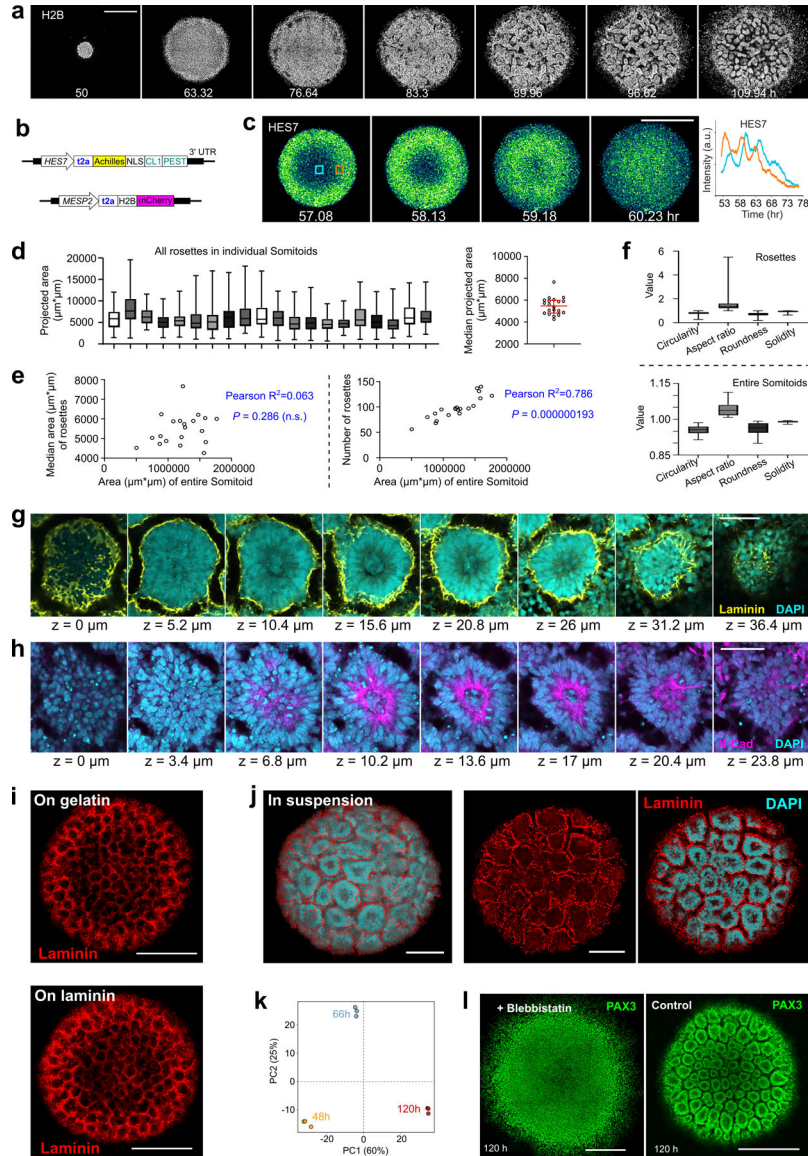 a
H2B
50
63.32
76.64
83.3
89.96
96.62
109.94 h
b
3' UTR
HES7 t2a Achilles NLS CL1 PEST
MESP2 t2a H2B mCherry
c
HES7
57.08
58.13
59.18
60.23 hr
HES7
Intensity (a.u.)
53 58 63 68 73 78
Time (hr)
d
All rosettes in individual Somitoids
Projected area
(µm*µm)
20000
15000
10000
5000
0
Median projected area
(µm*µm)
10000
8000
6000
4000
2000
0
e
Median area (µm*µm)
of rosettes
8000
7000
6000
5000
4000
0 1000000 2000000
Area (µm*µm) of entire Somitoid
Pearson R²=0.063
P = 0.286 (n.s.)
Number of rosettes
150
100
50
0
0 1000000 2000000
Area (µm*µm) of entire Somitoid
Pearson R²=0.786
P = 0.000000193
f
Rosettes
Value
6
4
2
0
Circularity
Aspect ratio
Roundness
Solidity
Entire Somitoids
Value
1.15
1.00
0.85
Circularity
Aspect ratio
Roundness
Solidity
g
Laminin
DAPI
z = 0 µm
z = 5.2 µm
z = 10.4 µm
z = 15.6 µm
z = 20.8 µm
z = 26 µm
z = 31.2 µm
z = 36.4 µm
h
N-Cad
DAPI
z = 0 µm
z = 3.4 µm
z = 6.8 µm
z = 10.2 µm
z = 13.6 µm
z = 17 µm
z = 20.4 µm
z = 23.8 µm
i
On gelatin
Laminin
On laminin
Laminin
j
In suspension
Laminin
DAPI
k
PC2 (25%)
20
10
0
-10
66h
48h
120h
-20 0 20
PC1 (60%)
l
+ Blebbistatin
PAX3
120 h
Control
PAX3
120 h